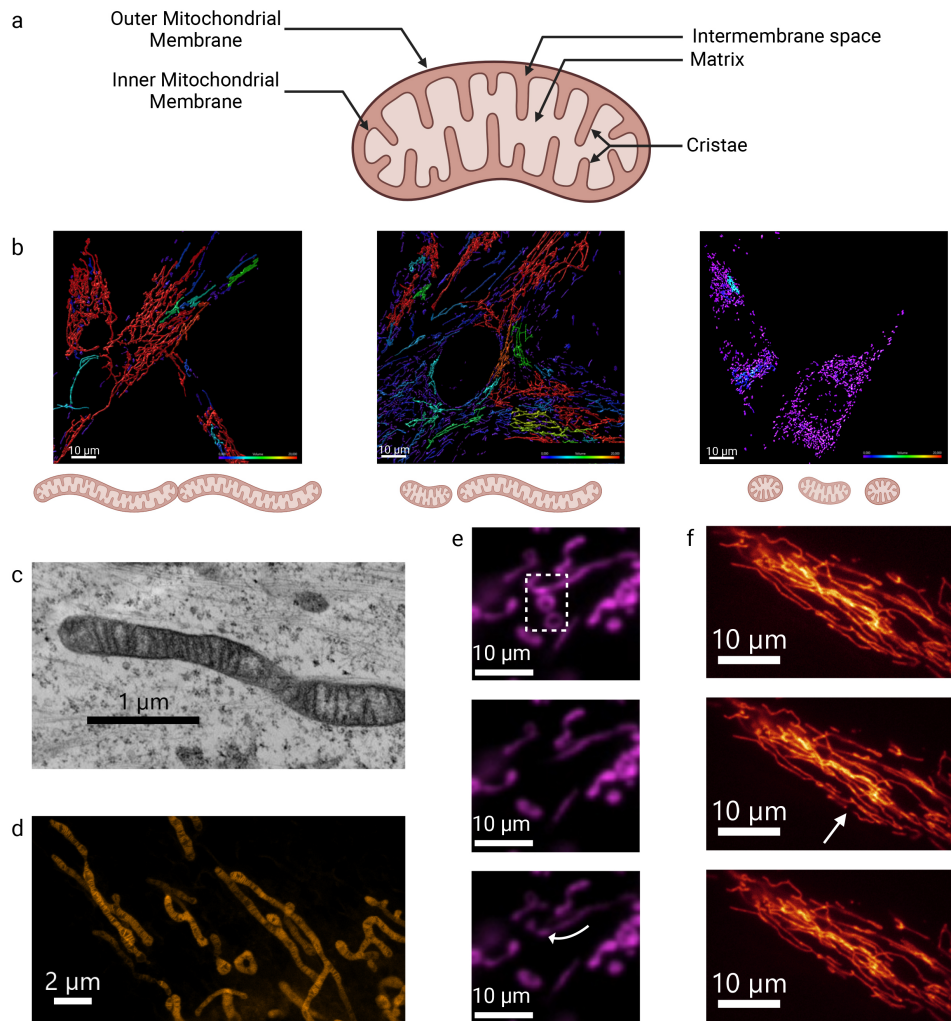 a
Outer Mitochondrial
Membrane
Inner Mitochondrial
Membrane
Intermembrane space
Matrix
Cristae
b
10 μm
10 μm
10 μm
c
1 μm
d
2 μm
e
10 μm
10 μm
10 μm
f
10 μm
10 μm
10 μm